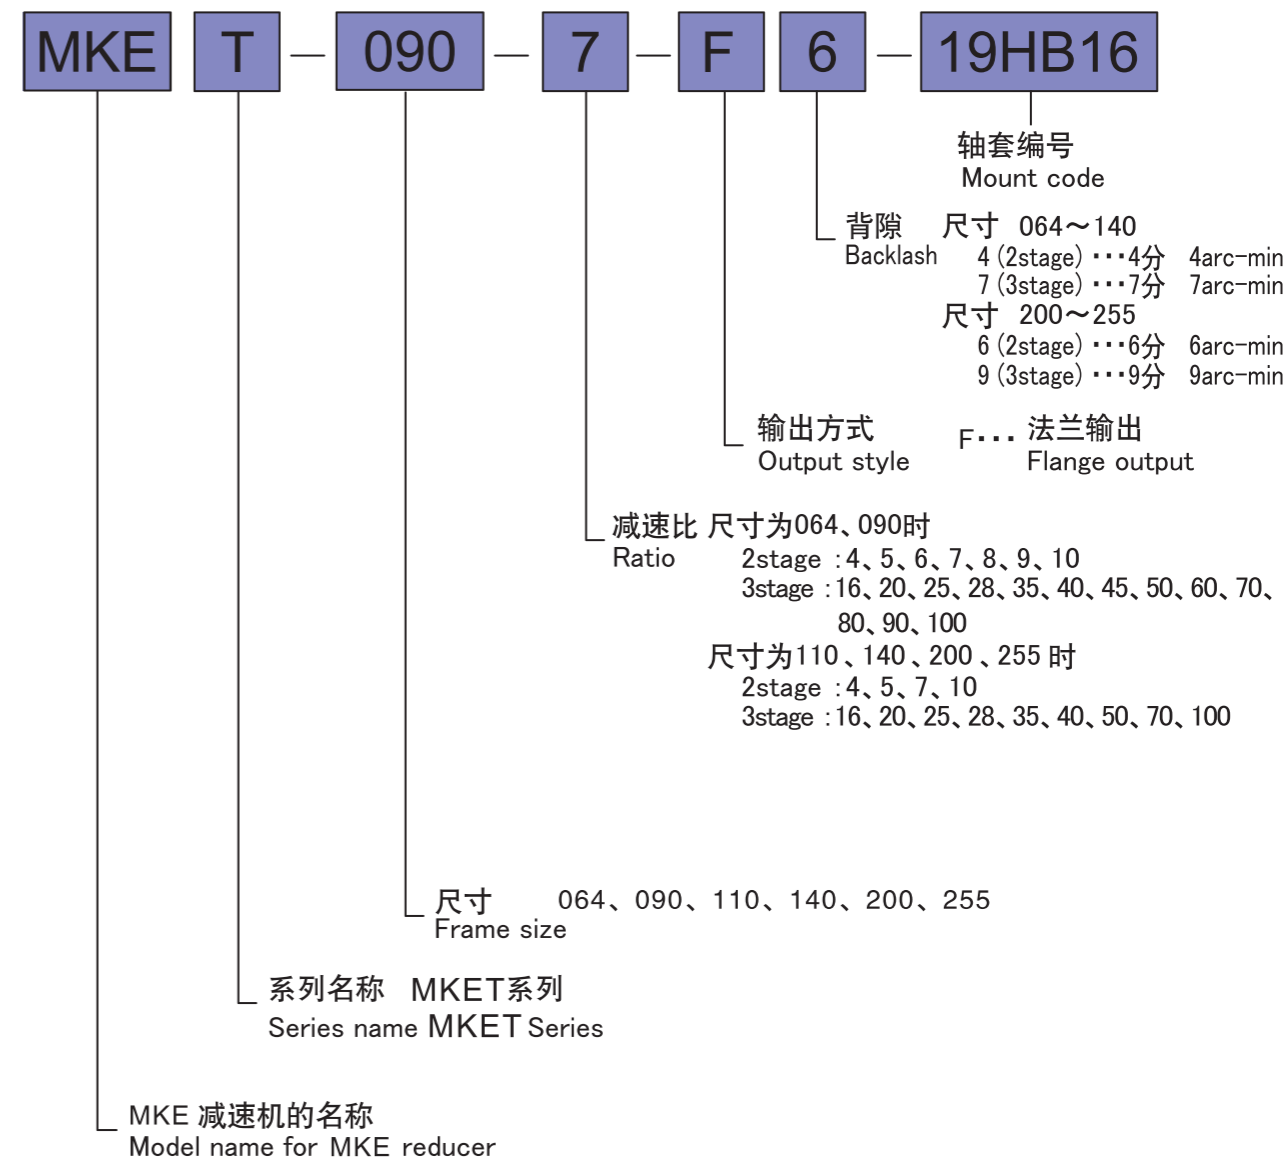 MKE T — 090 — 7 — F 6 — 19HB16
轴套编号
Mount code
背隙 尺寸 064～140
Backlash 4(2stage)･･･4分 4arc-min
7(3stage)･･･7分 7arc-min
尺寸 200～255
6(2stage)･･･6分 6arc-min
9(3stage)･･･9分 9arc-min
输出方式 F･･･ 法兰输出
Output style Flange output
减速比 尺寸为064、090时
Ratio 2stage :4、5、6、7、8、9、10
3stage :16、20、25、28、35、40、45、50、60、70、
80、90、100
尺寸为110、140、200、255 时
2stage :4、5、7、10
3stage :16、20、25、28、35、40、50、70、100
尺寸 064、090、110、140、200、255
Frame size
系列名称 MKET系列
Series name MKET Series
MKE 减速机的名称
Model name for MKE reducer